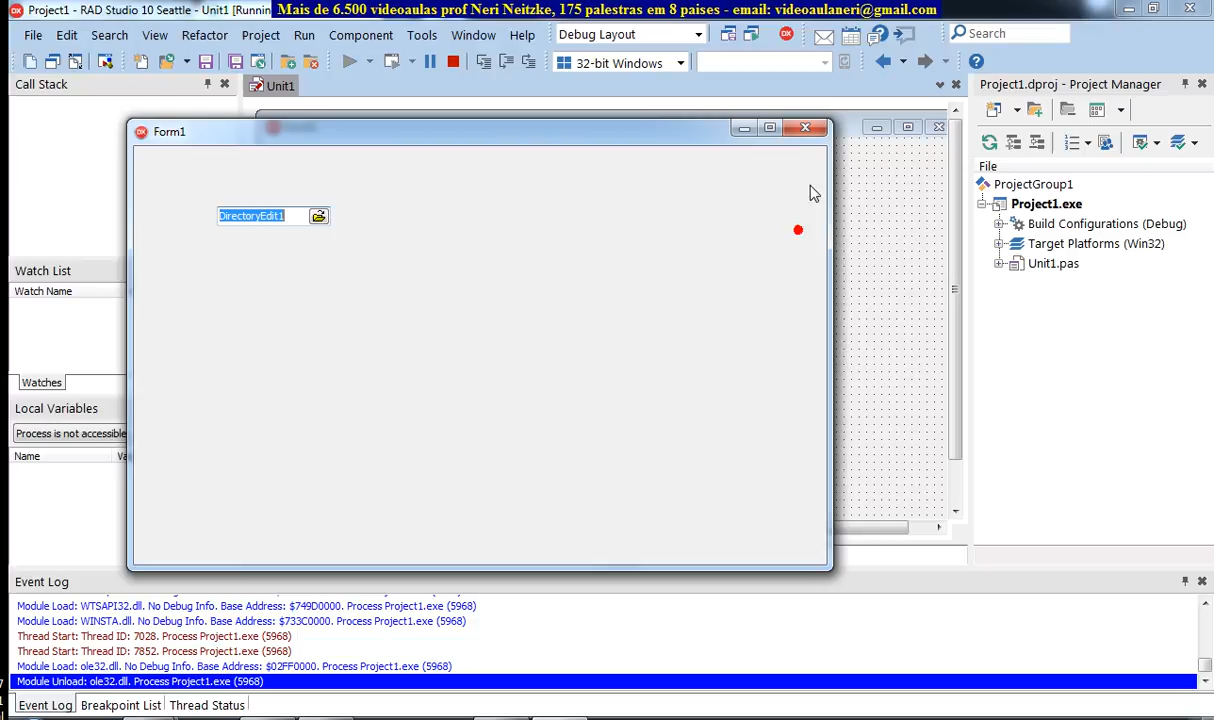 Project1 - RAD Studio 10 Seattle - Unit1 [Running
Mais de 6.500 videoaulas prof Neri Neitzke, 175 palestras em 8 paises - email: videoaulaneri@gmail.com
File Edit Search View Refactor Project Run Component Tools Window Help
Debug Layout
Search
32-bit Windows
Call Stack
Unit1
Project1.dproj - Project Manager
Form1
File
ProjectGroup1
Project1.exe
DirectoryEdit1
Build Configurations (Debug)
Target Platforms (Win32)
Unit1.pas
Watch List
Watch Name
Watches
Local Variables
Process is not accessible
Name
Event Log
Module Load: WTSAPI32.dll. No Debug Info. Base Address: $749D0000. Process Project1.exe (5968)
Module Load: WINSTA.dll. No Debug Info. Base Address: $733C0000. Process Project1.exe (5968)
Thread Start: Thread ID: 7028. Process Project1.exe (5968)
Thread Start: Thread ID: 7852. Process Project1.exe (5968)
Module Load: ole32.dll. No Debug Info. Base Address: $02FF0000. Process Project1.exe (5968)
Module Unload: ole32.dll. Process Project1.exe (5968)
Event Log Breakpoint List Thread Status